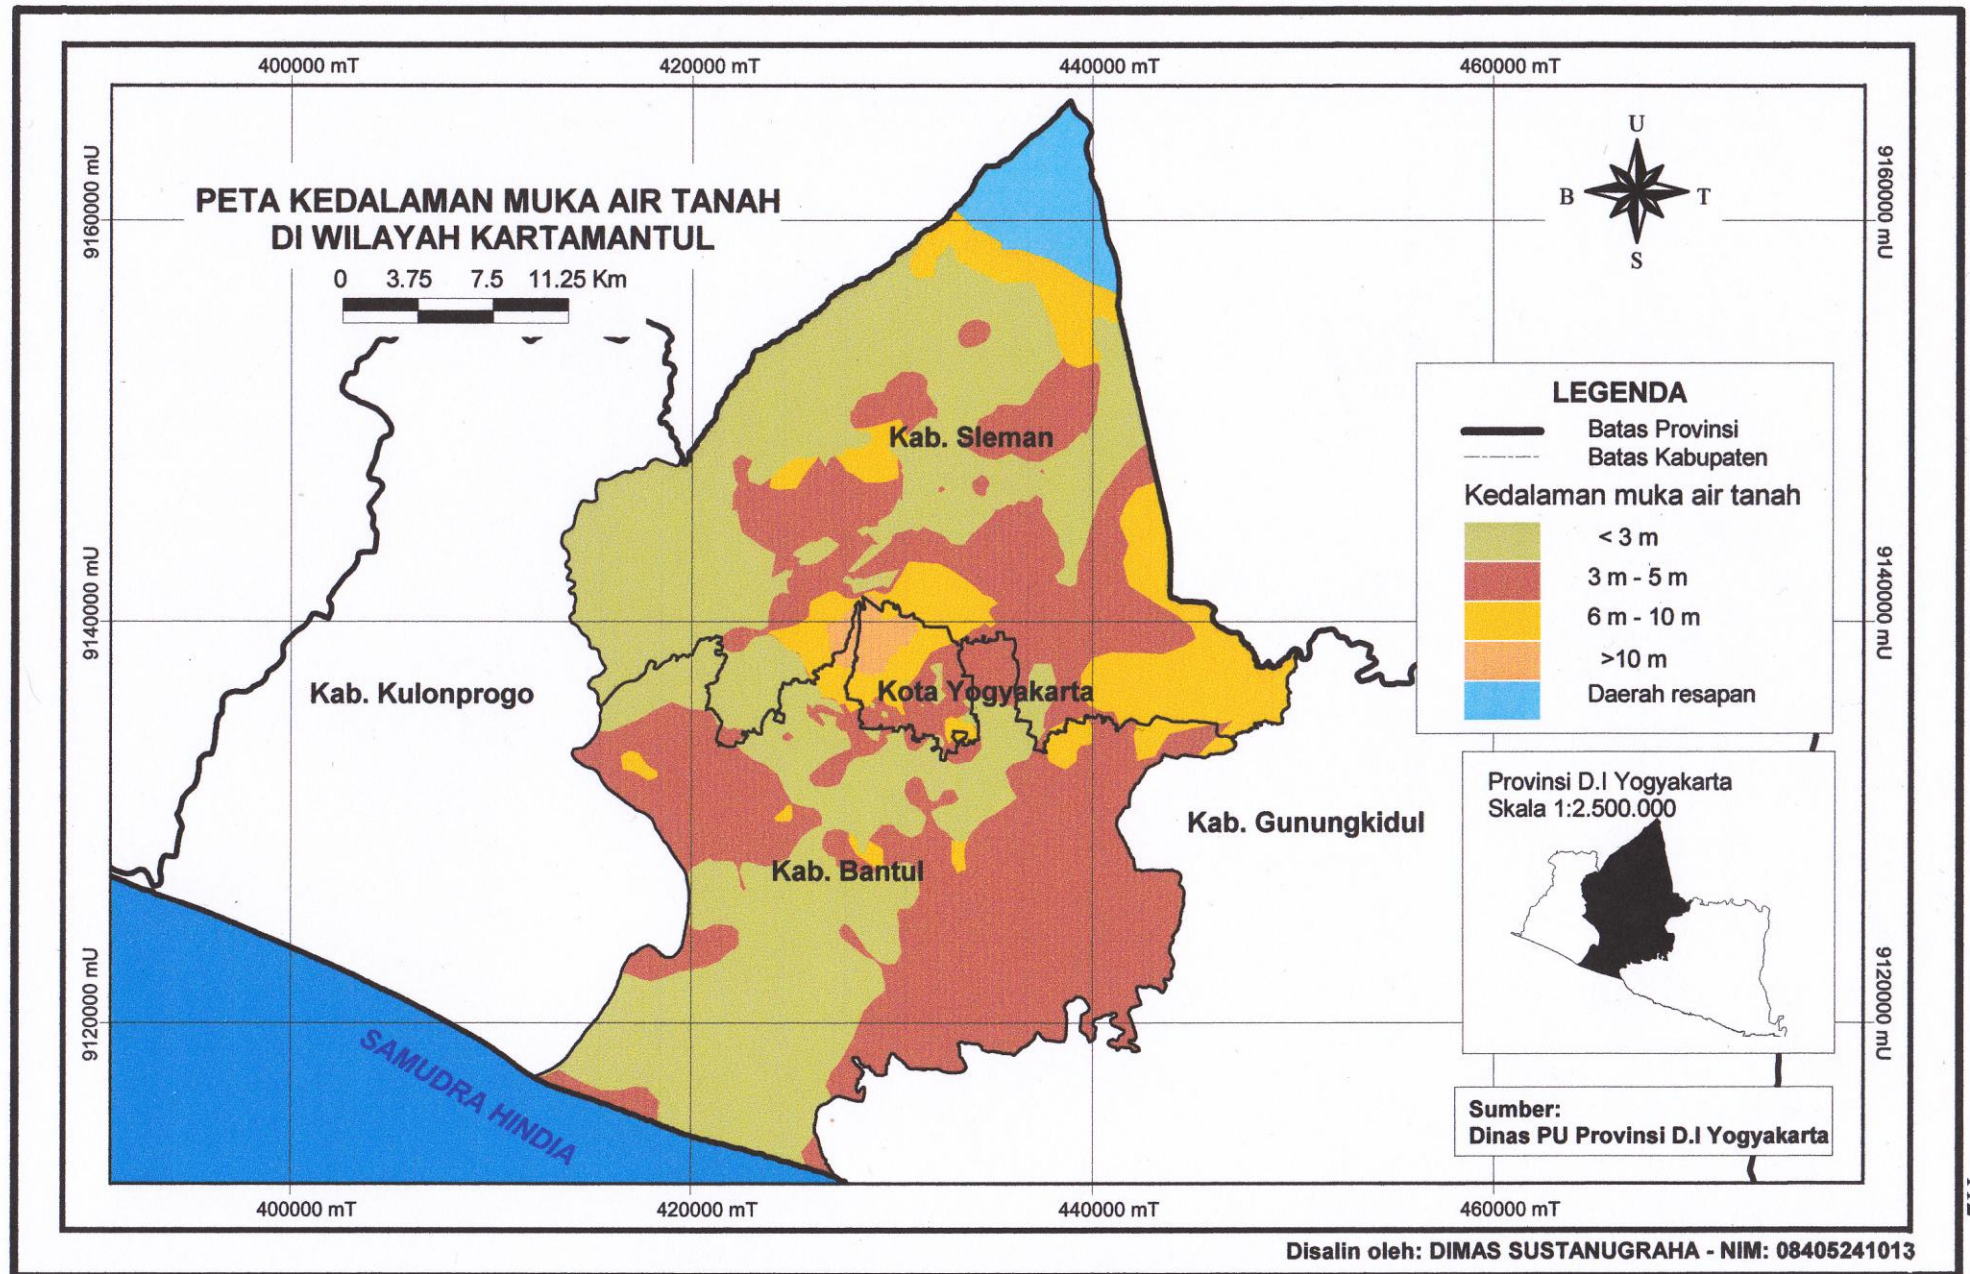 400000 mT
420000 mT
440000 mT
460000 mT
9160000 mU
9140000 mU
9120000 mU
PETA KEDALAMAN MUKA AIR TANAH
DI WILAYAH KARTAMANTUL
0 3.75 7.5 11.25 Km
U
B T
S
9160000 mU
9140000 mU
9120000 mU
Kab. Sleman
Kab. Kulonprogo
Kota Yogyakarta
Kab. Gunungkidul
Kab. Bantul
SAMUDRA HINDIA
LEGENDA
Batas Provinsi
Batas Kabupaten
Kedalaman muka air tanah
< 3 m
3 m - 5 m
6 m - 10 m
>10 m
Daerah resapan
Provinsi D.I Yogyakarta
Skala 1:2.500.000
Sumber:
Dinas PU Provinsi D.I Yogyakarta
400000 mT
420000 mT
440000 mT
460000 mT
Disalin oleh: DIMAS SUSTANUGRAHA - NIM: 08405241013